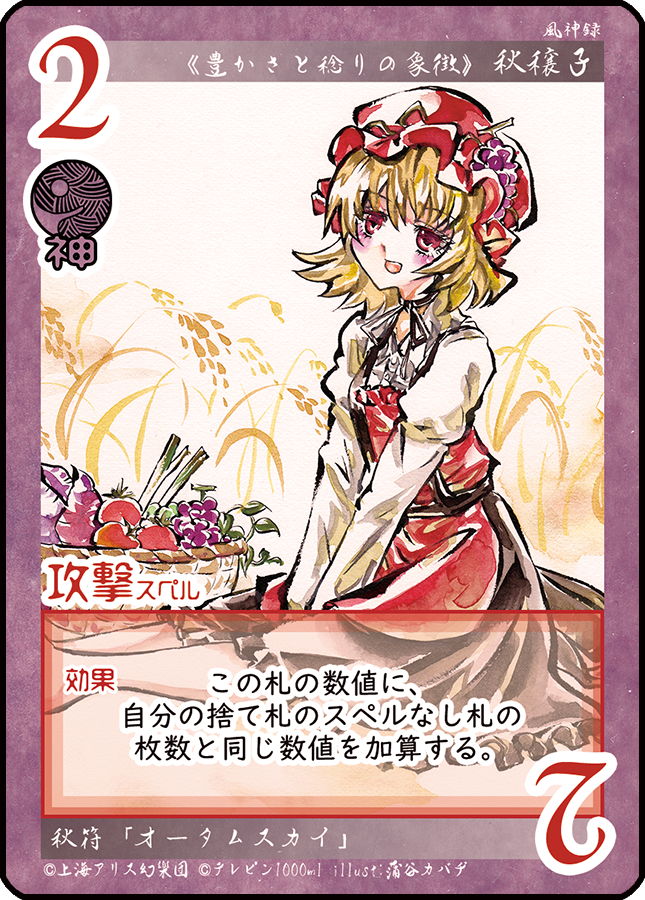 風神録
2
《豊かさと稔りの象徴》 秋穣子
神
攻撃スペル
効果
この札の数値に、
自分の捨て札のスペルなし札の
枚数と同じ数値を加算する。
2
秋符「オータムスカイ」
©上海アリス幻樂団 ©テレピン1000ml illust:蒲谷カバヂ